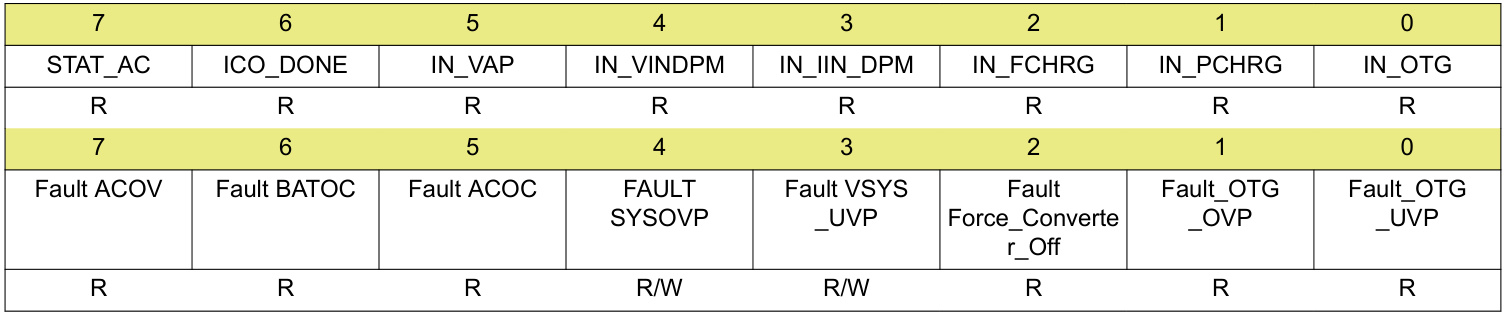 7 6 5 4 3 2 1 0
STAT_AC ICO_DONE IN_VAP IN_VINDPM IN_IIN_DPM IN_FCHRG IN_PCHRG IN_OTG
R R R R R R R R
7 6 5 4 3 2 1 0
Fault ACOV Fault BATOC Fault ACOC FAULT Fault VSYS Fault Fault_OTG Fault_OTG
SYSOVP _UVP Force_Converte _OVP _UVP
r_Off
R R R R/W R/W R R R